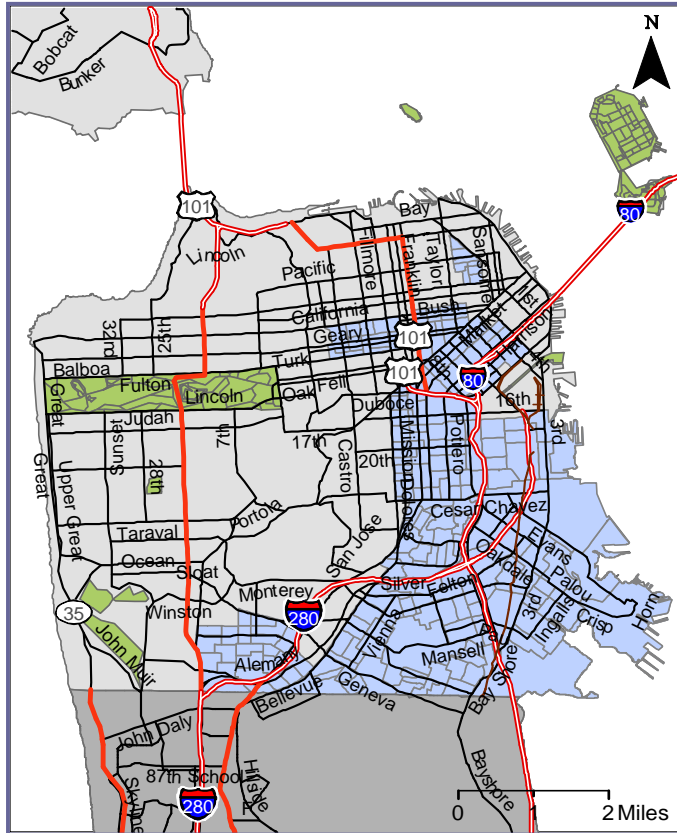 Bobcat
Bunker
N
80
101
Bay
Lincoln
Pacific
Fillmore
Franklin
Taylor
Sansome
California
Bush
1st
Market
Harrison
32nd
25th
Geary
101
Balboa
Turk
8th
101
80
Great
Fulton
Lincoln
Oak
Fell
Duboce
16th
Judah
7th
17th
Castro
Mission
Dolores
Potrero
3rd
Sunset
28th
20th
Great
Upper Great
Portola
San Jose
Cesar Chavez
Taraval
Evans
Ocean
Sloat
Oakdale
Palou
Silver
Felton
Monterey
Winston
35
280
3rd
Ingalls
Crisp
Horn
John Muir
Vienna
Alemany
Mansell
Bay Shore
Bellevue
Geneva
John Daly
87th
School
Hillside
Skyline
280
Bayshore
0
2 Miles